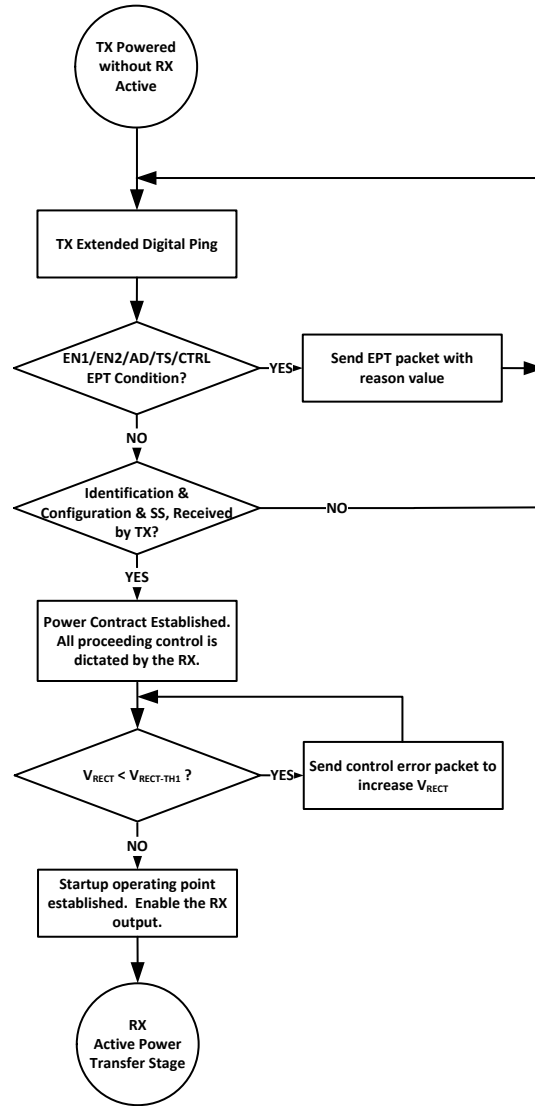 TX Powered
without RX
Active
TX Extended Digital Ping
EN1/EN2/AD/TS/CTRL
EPT Condition?
YES
Send EPT packet with
reason value
NO
Identification &
Configuration & SS, Received
by TX?
NO
YES
Power Contract Established.
All proceeding control is
dictated by the RX.
VRECT < VRECT-TH1 ?
YES
Send control error packet to
increase VRECT
NO
Startup operating point
established. Enable the RX
output.
RX
Active Power
Transfer Stage